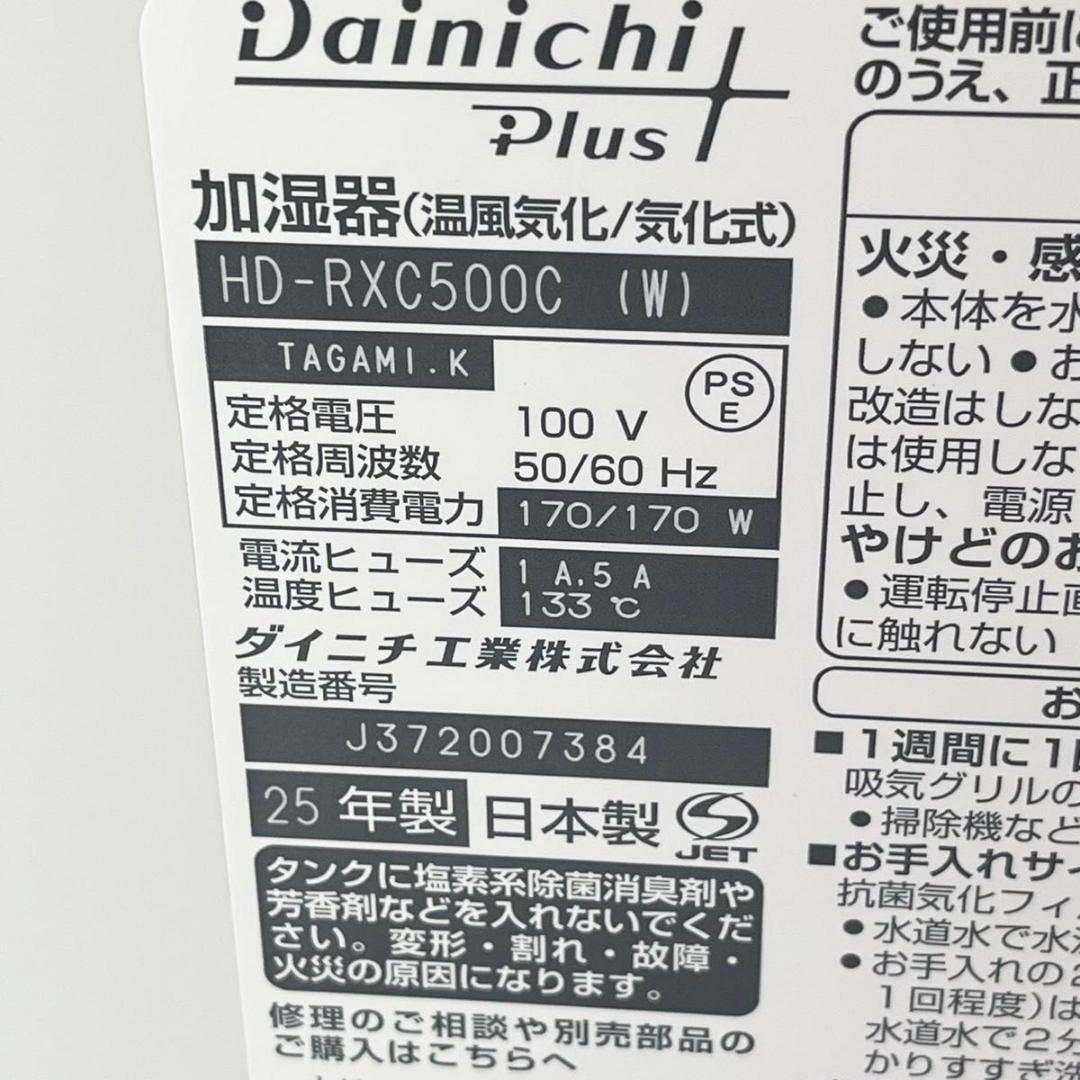 Dainichi
Plus
加湿器(温風気化/気化式)
HD-RXC500C (W)
TAGAMI.K
PS
E
定格電圧 100 V
定格周波数 50/60 Hz
定格消費電力 170/170 W
電流ヒューズ 1 A.5 A
温度ヒューズ 133 ℃
ダイニチ工業株式会社
製造番号
J372007384
25 年製 日本製
JET
タンクに塩素系除菌消臭剤や
芳香剤などを入れないでくだ
さい。変形・割れ・故障・
火災の原因になります。
修理のご相談や別売部品の
ご購入はこちらへ
ご使用前に
のうえ、正
火災・感
●本体を水
しない ●お
改造はしな
は使用しな
止し、電源
やけどのお
●運転停止直
に触れない
お
■1週間に1回
吸気グリルの
●掃除機など
■お手入れサイ
抗菌気化フィ
●水道水で水洗
●お手入れの2
1回程度)は
水道水で2分
かりすすぎ洗